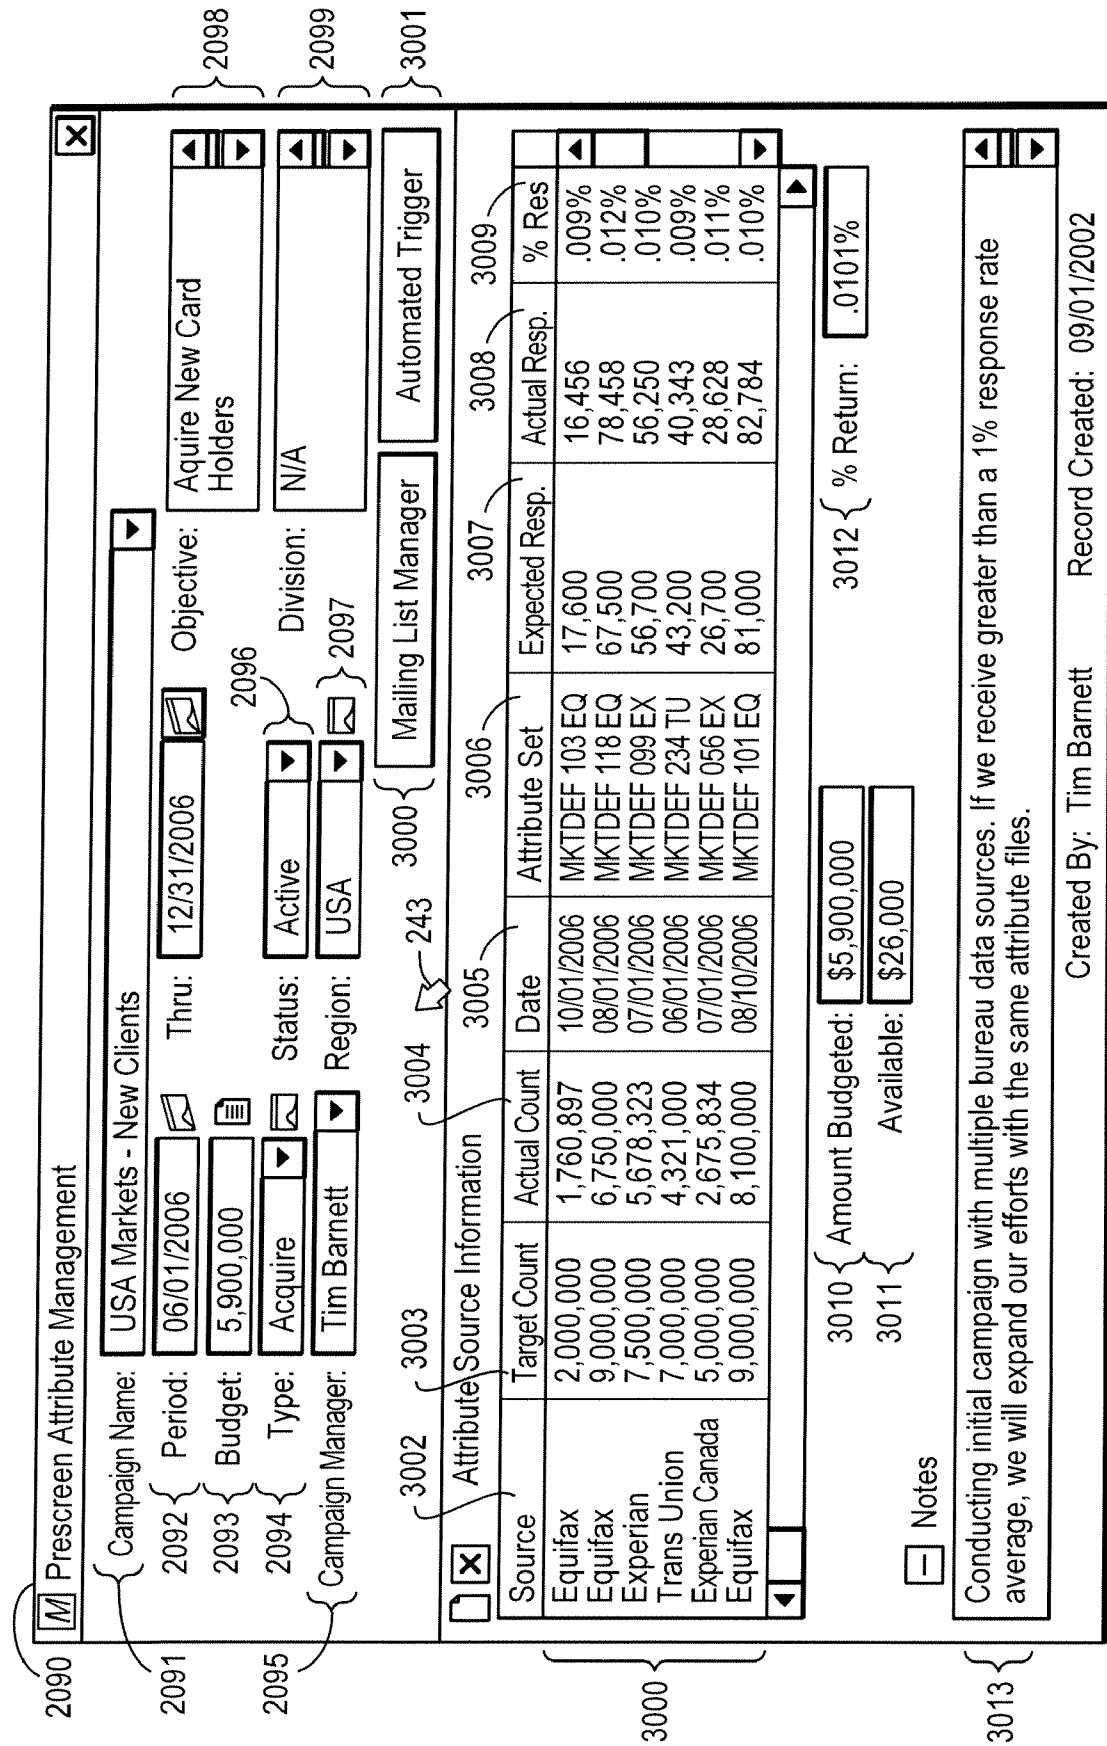 2090
M Prescreen Attribute Management X
2091 Campaign Name: USA Markets - New Clients
2092 Period: 06/01/2006 Thru: 12/31/2006 Objective: Aquire New Card Holders 2098
2093 Budget: 5,900,000
2094 Type: Acquire Status: Active 2096 Division: N/A 2099
2095 Campaign Manager: Tim Barnett Region: USA 2097
3000 Mailing List Manager Automated Trigger 3001
243
X Attribute Source Information
3002 3003 3004 3005 3006 3007 3008 3009
Source Target Count Actual Count Date Attribute Set Expected Resp. Actual Resp. % Res
Equifax 2,000,000 1,760,897 10/01/2006 MKTDEF 103 EQ 17,600 16,456 .009%
Equifax 9,000,000 6,750,000 08/01/2006 MKTDEF 118 EQ 67,500 78,458 .012%
Experian 7,500,000 5,678,323 07/01/2006 MKTDEF 099 EX 56,700 56,250 .010%
Trans Union 7,000,000 4,321,000 06/01/2006 MKTDEF 234 TU 43,200 40,343 .009%
Experian Canada 5,000,000 2,675,834 07/01/2006 MKTDEF 056 EX 26,700 28,628 .011%
Equifax 9,000,000 8,100,000 08/10/2006 MKTDEF 101 EQ 81,000 82,784 .010%
3000
3010 Amount Budgeted: $5,900,000 3012 % Return: .0101%
3011 Available: $26,000
Notes
3013
Conducting initial campaign with multiple bureau data sources. If we receive greater than a 1% response rate
average, we will expand our efforts with the same attribute files.
Created By: Tim Barnett Record Created: 09/01/2002